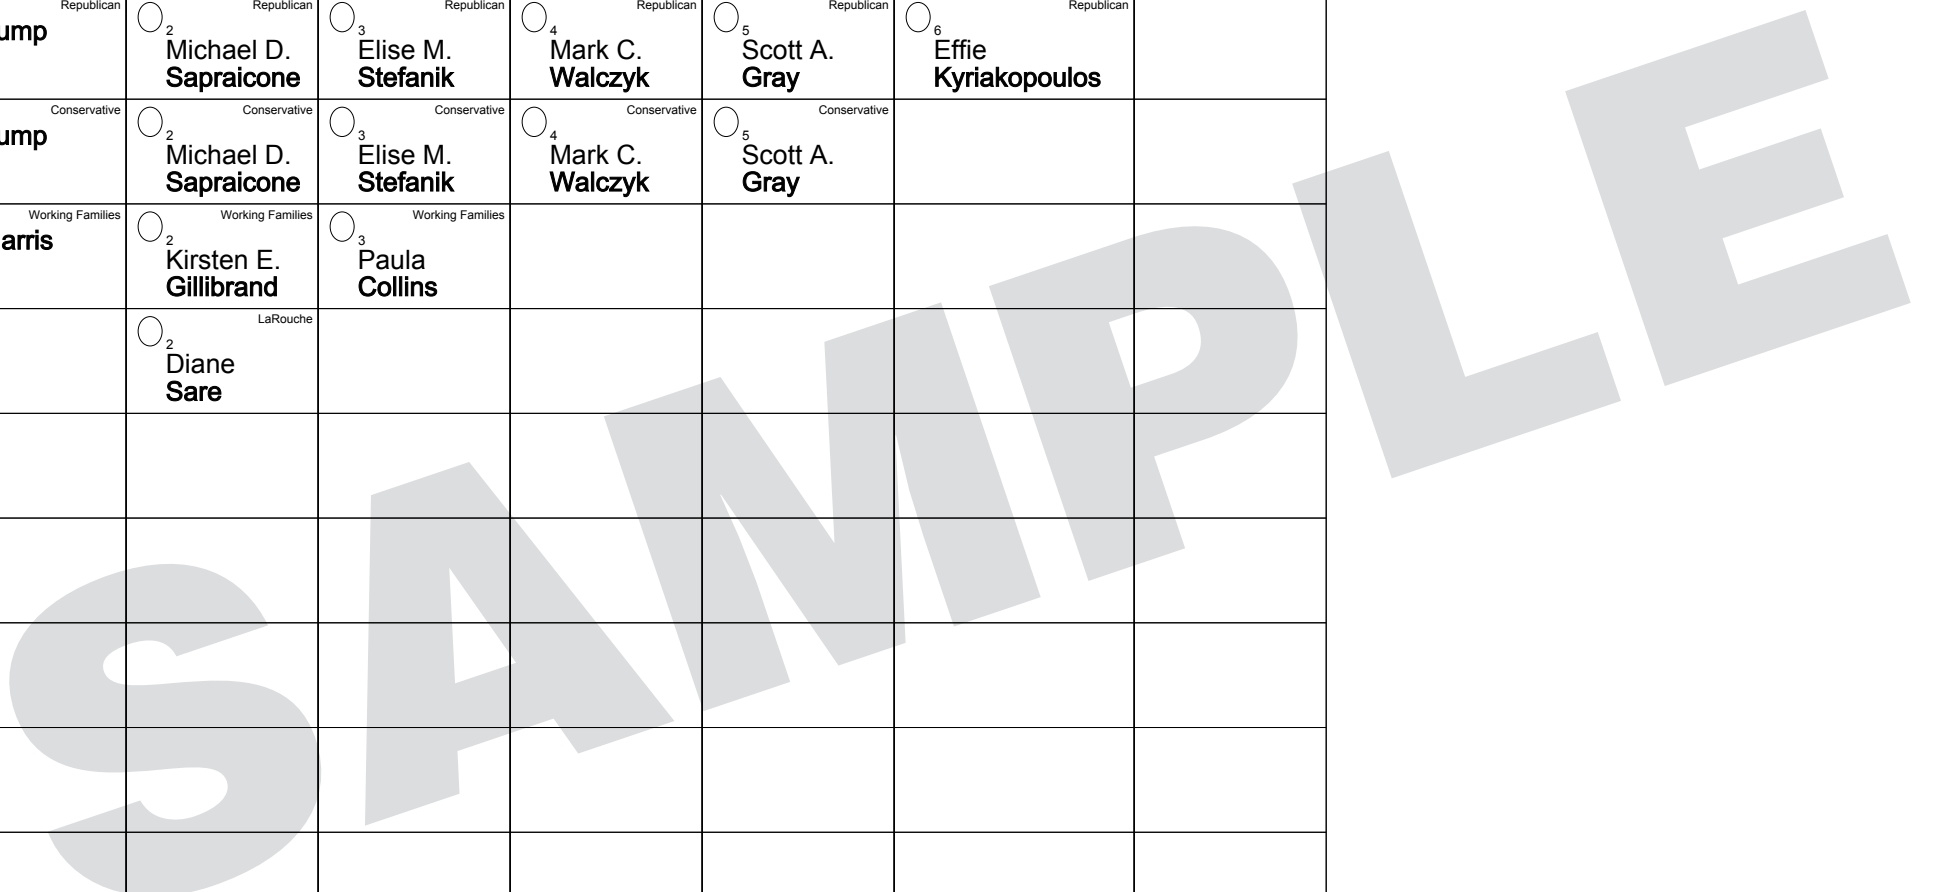 Republican Republican Republican Republican Republican Republican
2 3 4 5 6
ump Michael D. Elise M. Mark C. Scott A. Effie
Sapraicone Stefanik Walczyk Gray Kyriakopoulos
Conservative Conservative Conservative Conservative Conservative
2 3 4 5
ump Michael D. Elise M. Mark C. Scott A.
Sapraicone Stefanik Walczyk Gray
Working Families Working Families Working Families
2 3
arris Kirsten E. Paula
Gillibrand Collins
LaRouche
2
Diane
Sare
SAMPLE